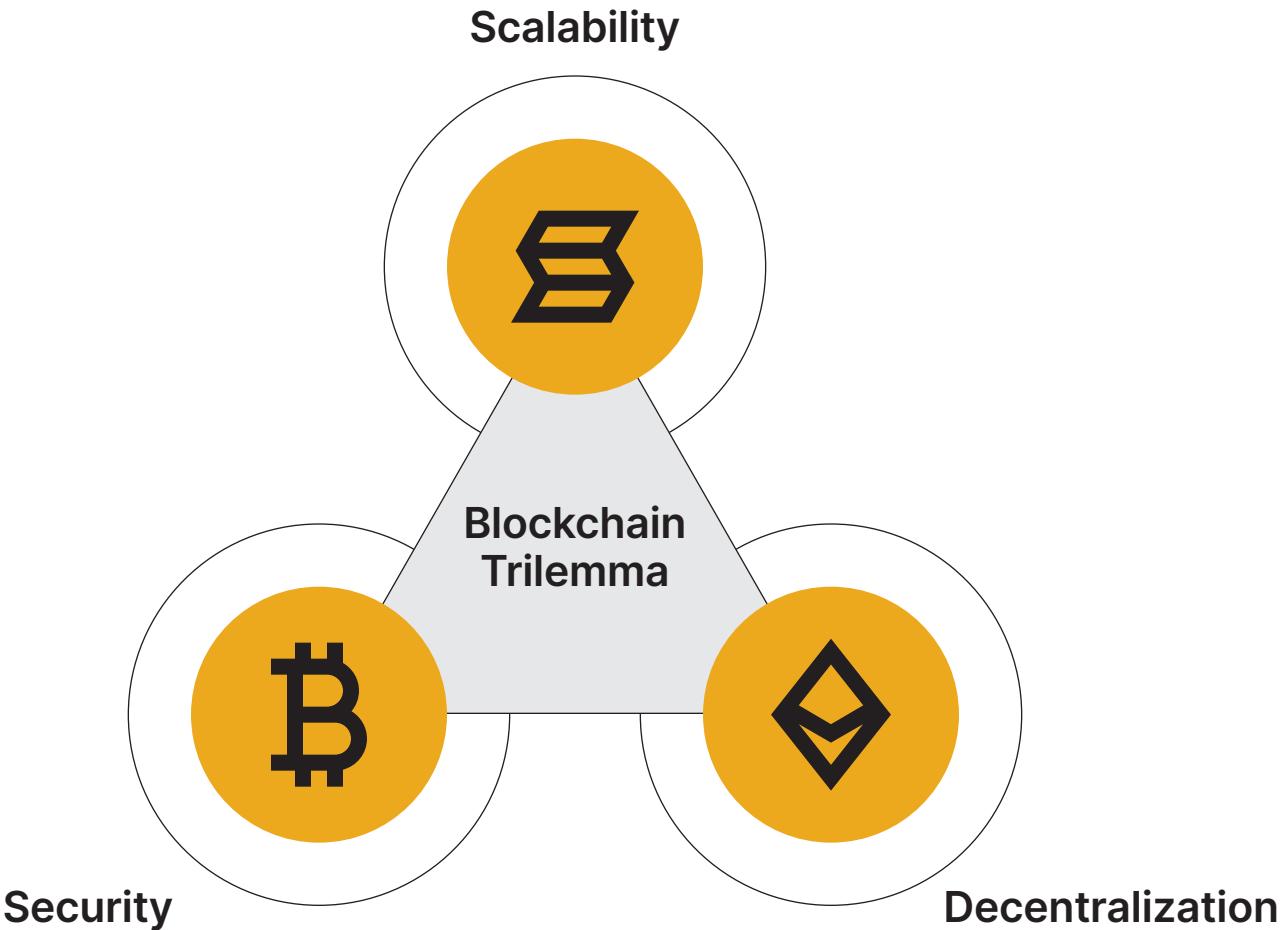 Scalability
Blockchain
Trilemma
Security
Decentralization